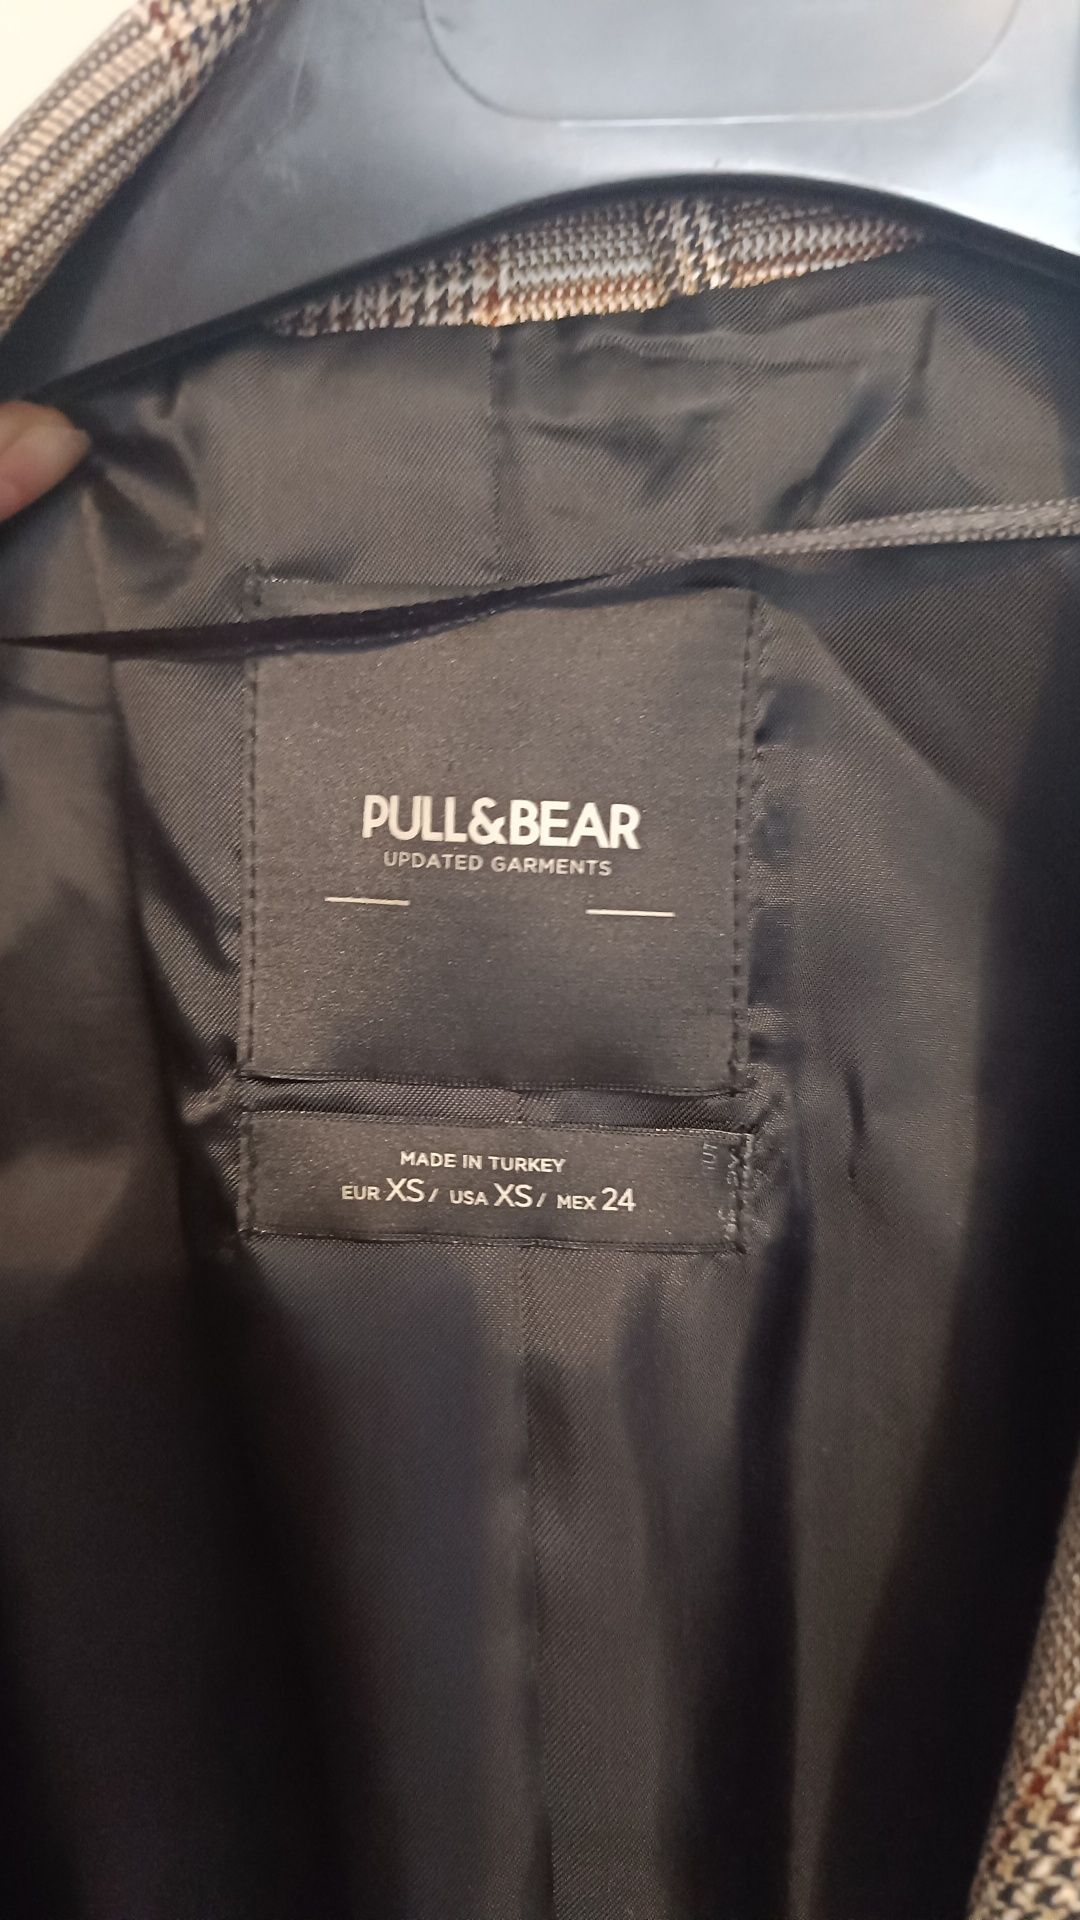 PULL&BEAR
UPDATED GARMENTS
MADE IN TURKEY
EUR XS / USA XS / MEX 24